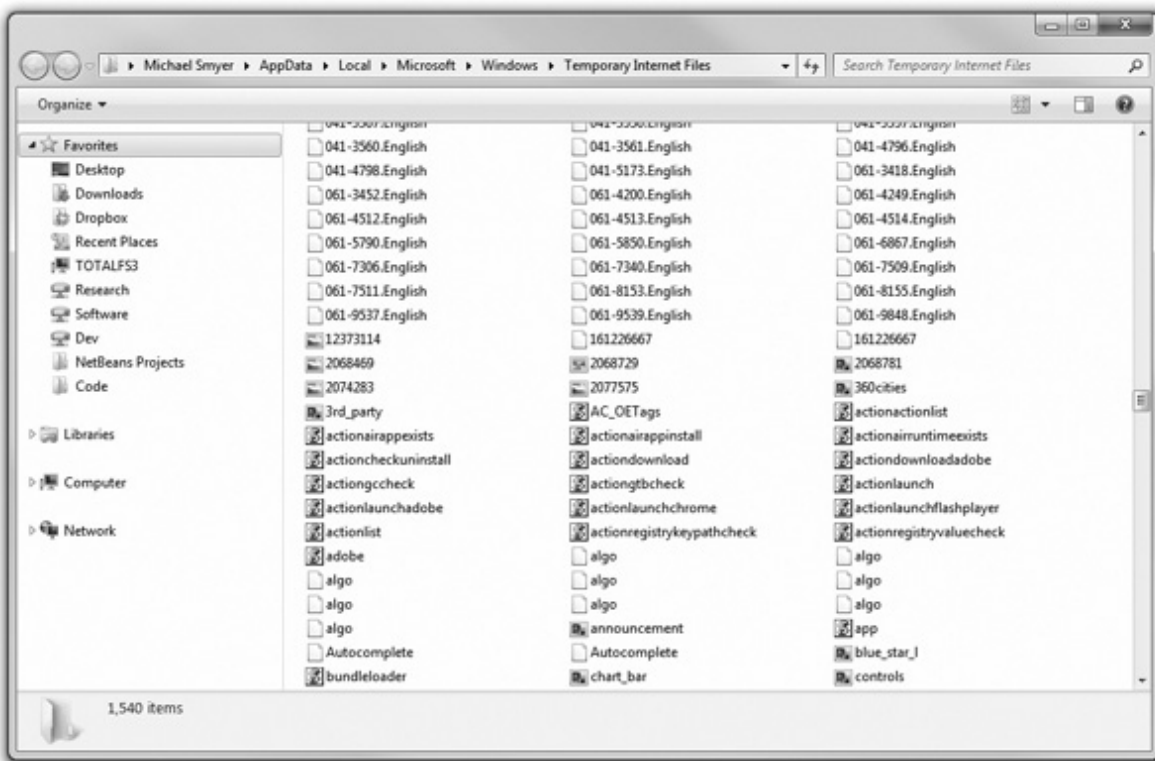 Michael Smyer ▸ AppData ▸ Local ▸ Microsoft ▸ Windows ▸ Temporary Internet Files
Search Temporary Internet Files
Organize
Favorites
Desktop
Downloads
Dropbox
Recent Places
TOTALFS3
Research
Software
Dev
NetBeans Projects
Code
Libraries
Computer
Network
041-3560.English 041-3561.English 041-4796.English
041-4798.English 041-5173.English 061-3418.English
061-3452.English 061-4200.English 061-4249.English
061-4512.English 061-4513.English 061-4514.English
061-5790.English 061-5850.English 061-6867.English
061-7306.English 061-7340.English 061-7509.English
061-7511.English 061-8153.English 061-8155.English
061-9537.English 061-9539.English 061-9848.English
12373114 161226667 161226667
2068469 2068729 2068781
2074283 2077575 360cities
3rd_party AC_OETags actionactionlist
actionairappexists actionairappinstall actionairruntimeexists
actioncheckuninstall actiondownload actiondownloadadobe
actiongccheck actiongtbcheck actionlaunch
actionlaunchadobe actionlaunchchrome actionlaunchflashplayer
actionlist actionregistrykeypathcheck actionregistryvaluecheck
adobe algo algo
algo algo algo
algo algo algo
algo announcement app
Autocomplete Autocomplete blue_star_l
bundleloader chart_bar controls
1,540 items